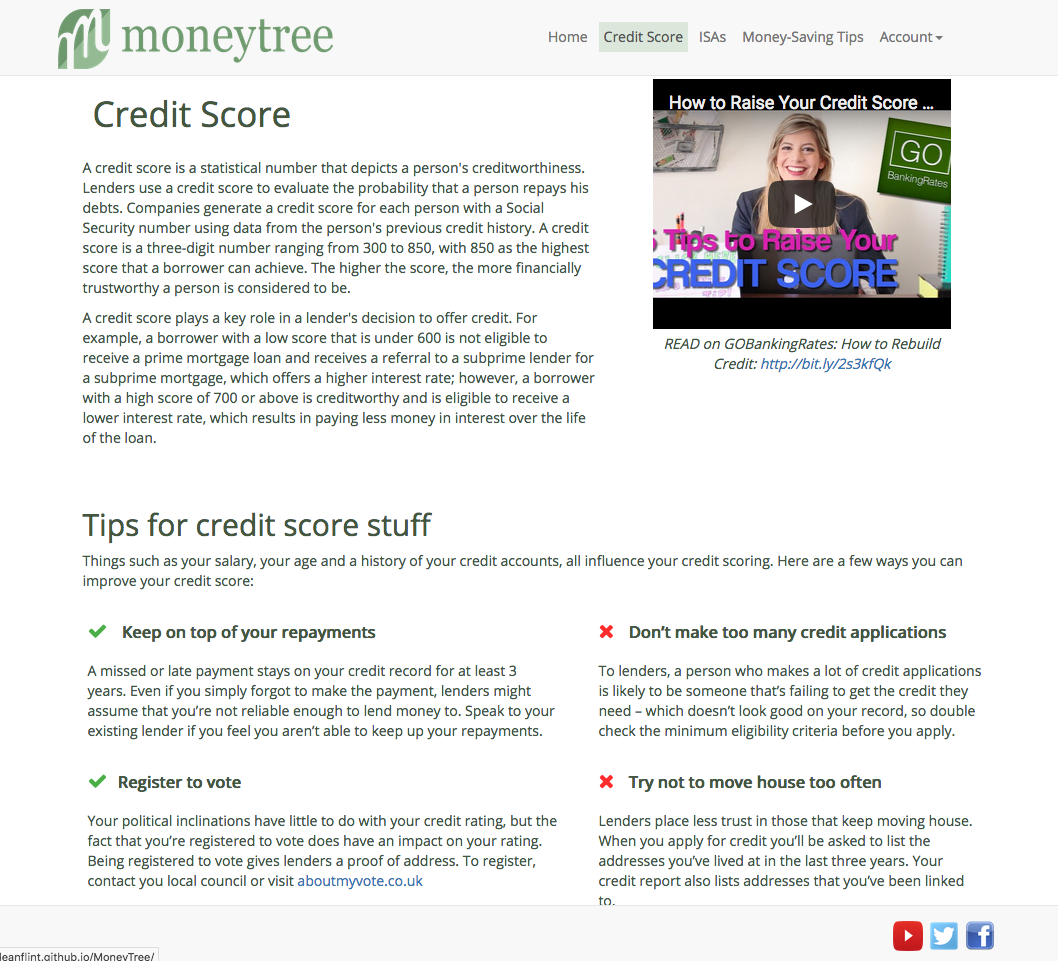 moneytree
Home Credit Score ISAs Money-Saving Tips Account
Credit Score
A credit score is a statistical number that depicts a person's creditworthiness.
Lenders use a credit score to evaluate the probability that a person repays his
debts. Companies generate a credit score for each person with a Social
Security number using data from the person's previous credit history. A credit
score is a three-digit number ranging from 300 to 850, with 850 as the highest
score that a borrower can achieve. The higher the score, the more financially
trustworthy a person is considered to be.
A credit score plays a key role in a lender's decision to offer credit. For
example, a borrower with a low score that is under 600 is not eligible to
receive a prime mortgage loan and receives a referral to a subprime lender for
a subprime mortgage, which offers a higher interest rate; however, a borrower
with a high score of 700 or above is creditworthy and is eligible to receive a
lower interest rate, which results in paying less money in interest over the life
of the loan.
How to Raise Your Credit Score ...
GO
BankingRates
5 Tips to Raise Your
CREDIT SCORE
READ on GOBankingRates: How to Rebuild
Credit: http://bit.ly/2s3kfQk
Tips for credit score stuff
Things such as your salary, your age and a history of your credit accounts, all influence your credit scoring. Here are a few ways you can
improve your credit score:
Keep on top of your repayments
A missed or late payment stays on your credit record for at least 3
years. Even if you simply forgot to make the payment, lenders might
assume that you’re not reliable enough to lend money to. Speak to your
existing lender if you feel you aren’t able to keep up your repayments.
Don’t make too many credit applications
To lenders, a person who makes a lot of credit applications
is likely to be someone that’s failing to get the credit they
need – which doesn’t look good on your record, so double
check the minimum eligibility criteria before you apply.
Register to vote
Your political inclinations have little to do with your credit rating, but the
fact that you’re registered to vote does have an impact on your rating.
Being registered to vote gives lenders a proof of address. To register,
contact you local council or visit aboutmyvote.co.uk
Try not to move house too often
Lenders place less trust in those that keep moving house.
When you apply for credit you’ll be asked to list the
addresses you’ve lived at in the last three years. Your
credit report also lists addresses that you’ve been linked
to.
leanflint.github.io/MoneyTree/